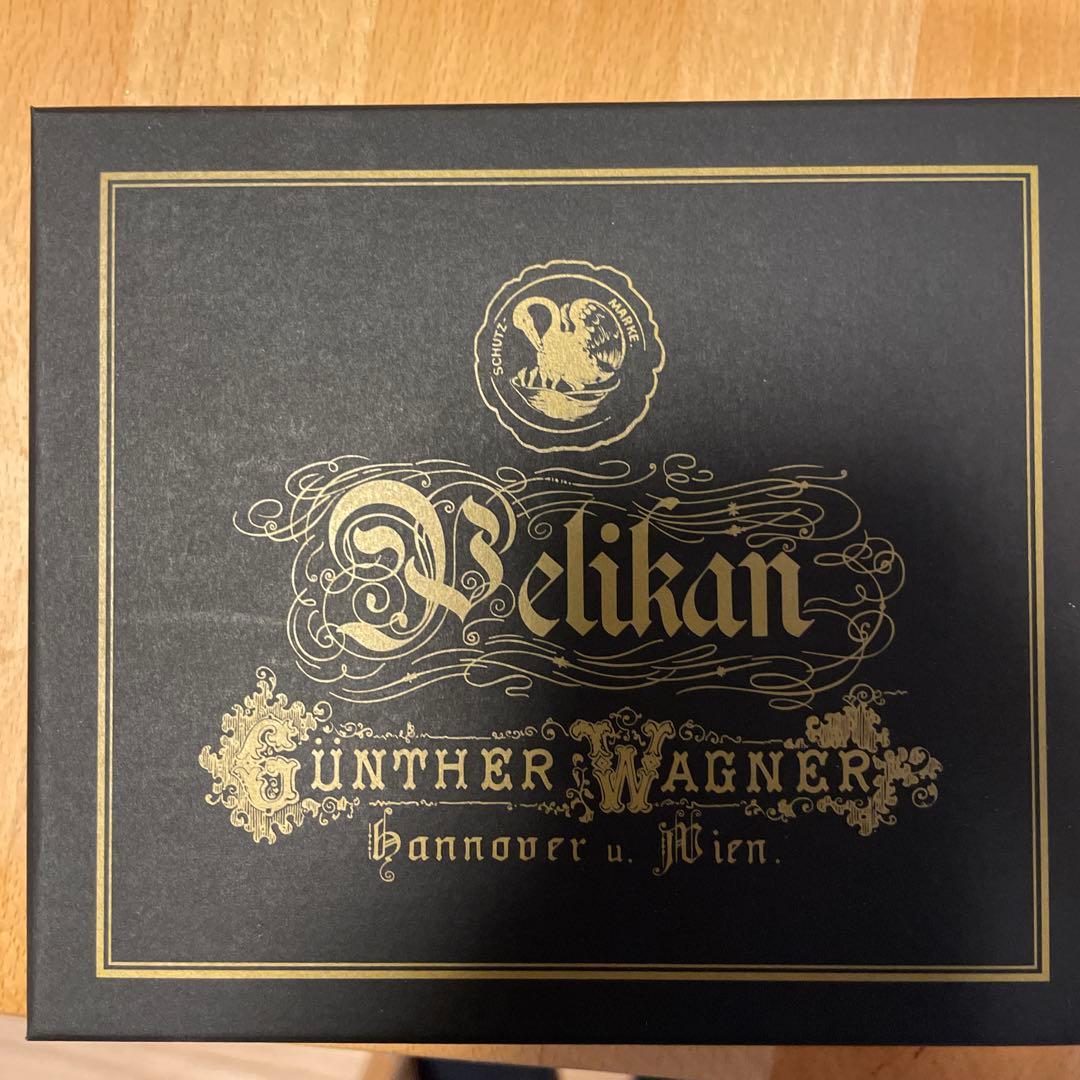 SCHUTZ-MARKE.
Pelikan
GÜNTHER WAGNER
Hannover u. Wien.